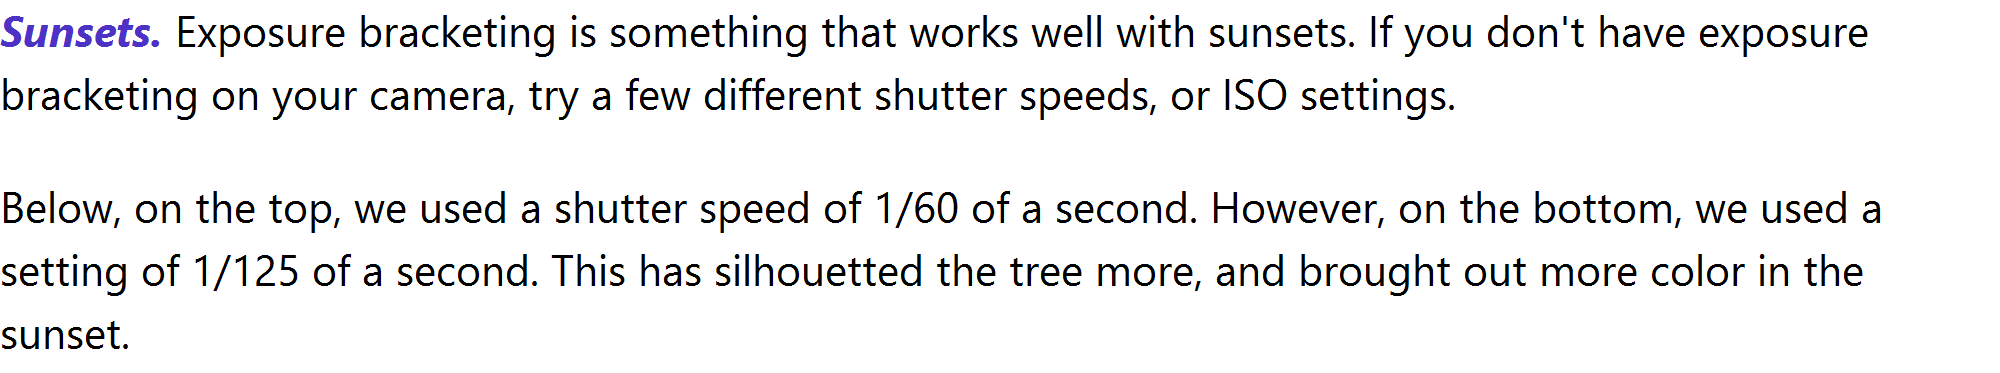 Sunsets. Exposure bracketing is something that works well with sunsets. If you don't have exposure
bracketing on your camera, try a few different shutter speeds, or ISO settings.
Below, on the top, we used a shutter speed of 1/60 of a second. However, on the bottom, we used a
setting of 1/125 of a second. This has silhouetted the tree more, and brought out more color in the
sunset.